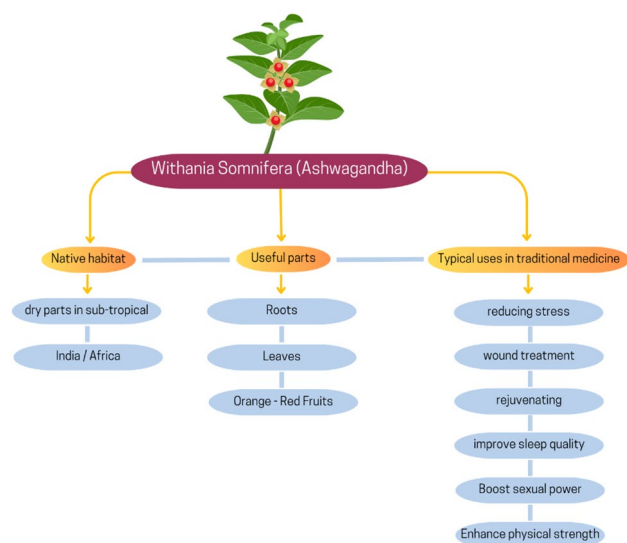 Withania Somnifera (Ashwagandha)
Native habitat
Useful parts
Typical uses in traditional medicine
dry parts in sub-tropical
India / Africa
Roots
Leaves
Orange - Red Fruits
reducing stress
wound treatment
rejuvenating
improve sleep quality
Boost sexual power
Enhance physical strength